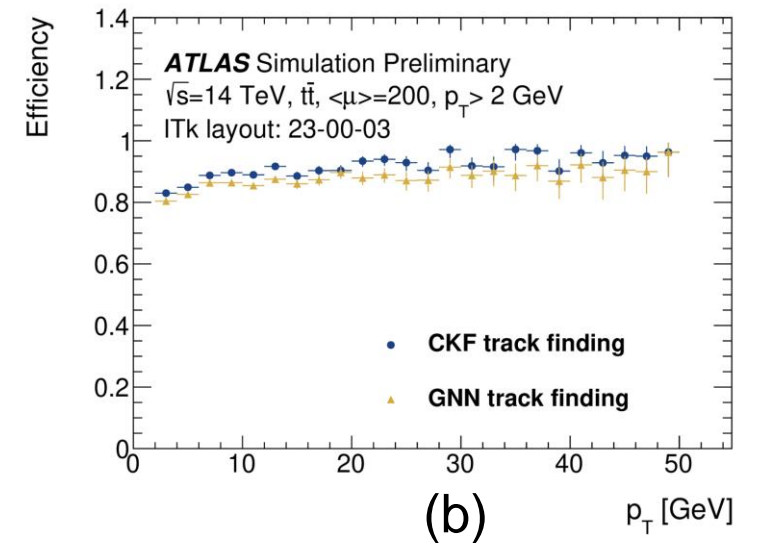 Efficiency
1.4
1.2
1
0.8
0.6
0.4
0.2
0
ATLAS Simulation Preliminary
√s=14 TeV, tt̄, <μ>=200, p_T> 2 GeV
ITk layout: 23-00-03
CKF track finding
GNN track finding
0 10 20 30 40 50
p_T [GeV]
(b)